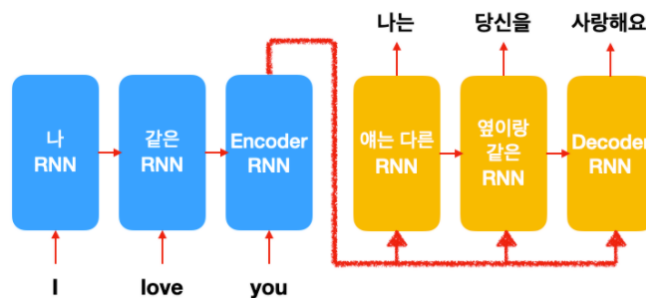 나는 당신을 사랑해요
나
RNN
같은
RNN
Encoder
RNN
얘는 다른
RNN
옆이랑
같은
RNN
Decoder
RNN
I love you